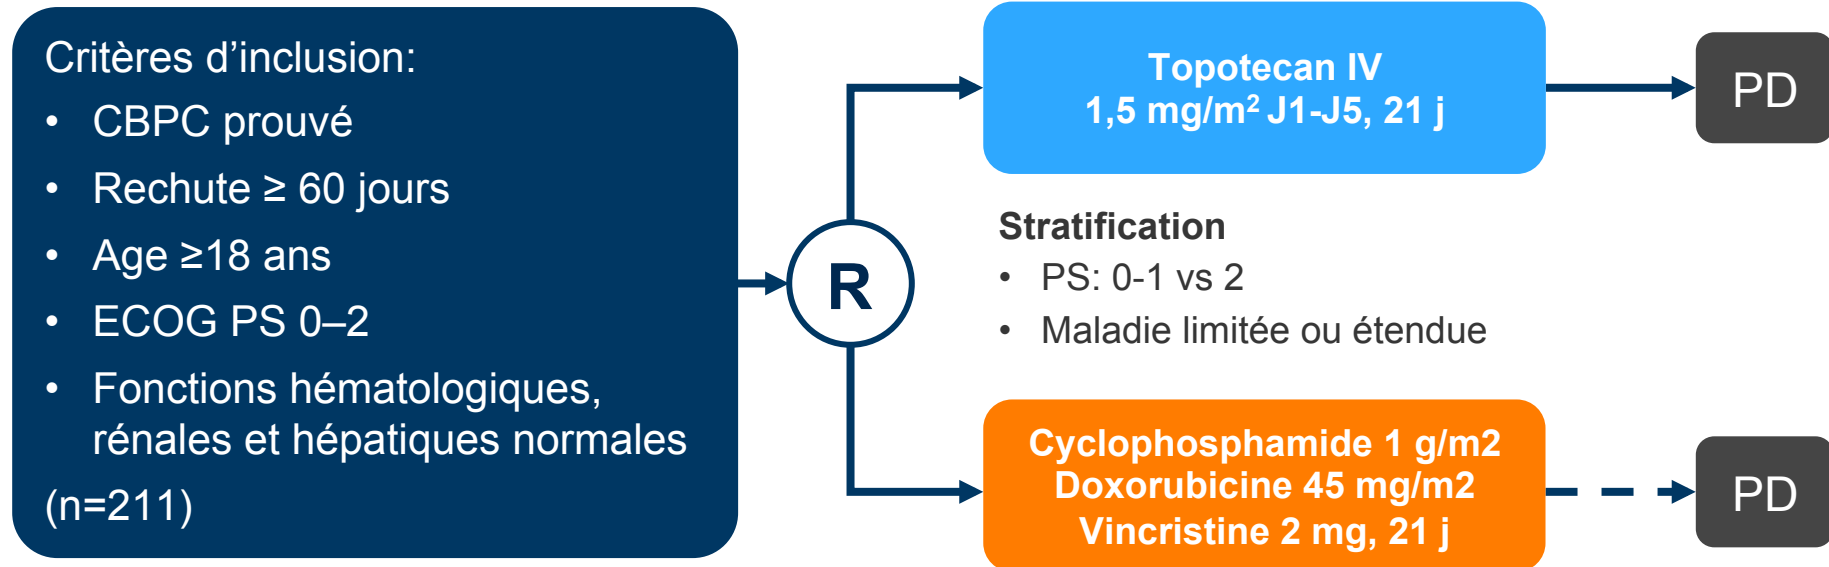 Critères d’inclusion:
• CBPC prouvé
• Rechute ≥ 60 jours
• Age ≥18 ans
• ECOG PS 0–2
• Fonctions hématologiques,
rénales et hépatiques normales
(n=211)
R
Topotecan IV
1,5 mg/m² J1-J5, 21 j
PD
Stratification
• PS: 0-1 vs 2
• Maladie limitée ou étendue
Cyclophosphamide 1 g/m2
Doxorubicine 45 mg/m2
Vincristine 2 mg, 21 j
PD